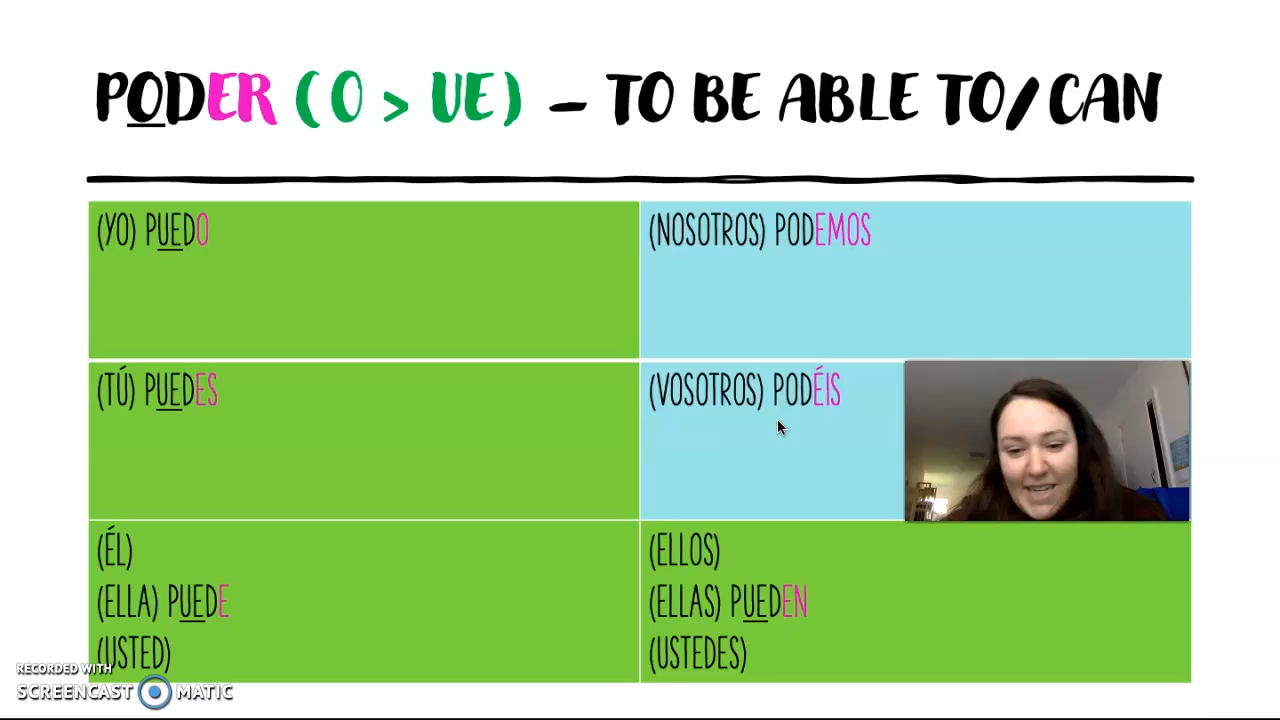 PODER (O > UE) – TO BE ABLE TO/CAN
(YO) PUEDO
(NOSOTROS) PODEMOS
(TÚ) PUEDES
(VOSOTROS) PODÉIS
(ÉL)
(ELLA) PUEDE
(USTED)
(ELLOS)
(ELLAS) PUEDEN
(USTEDES)
RECORDED WITH
SCREENCAST MATIC